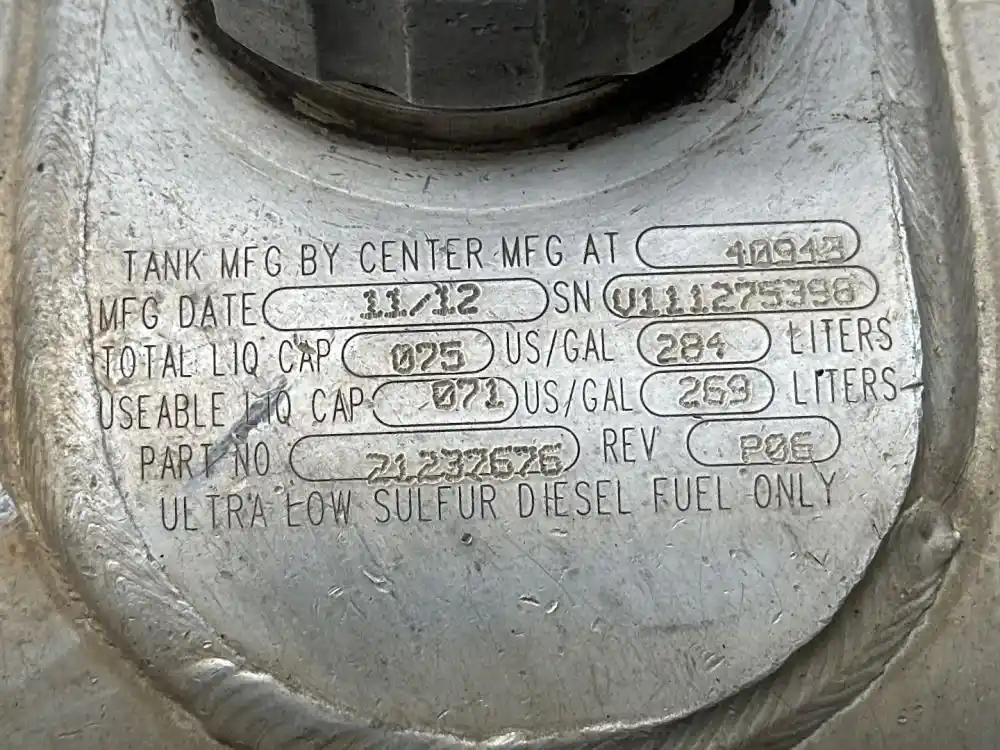 TANK MFG BY CENTER MFG AT 40943
MFG DATE 11/12 SN V111275398
TOTAL LIQ CAP 075 US/GAL 284 LITERS
USEABLE LIQ CAP 071 US/GAL 269 LITERS
PART NO 21237676 REV P06
ULTRA LOW SULFUR DIESEL FUEL ONLY